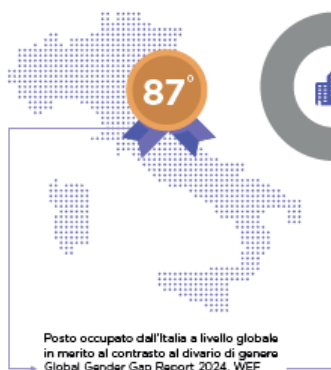 87°
Posto occupato dall'Italia a livello globale
in merito al contrasto al divario di genere
Global Gender Gap Report 2024, WEF